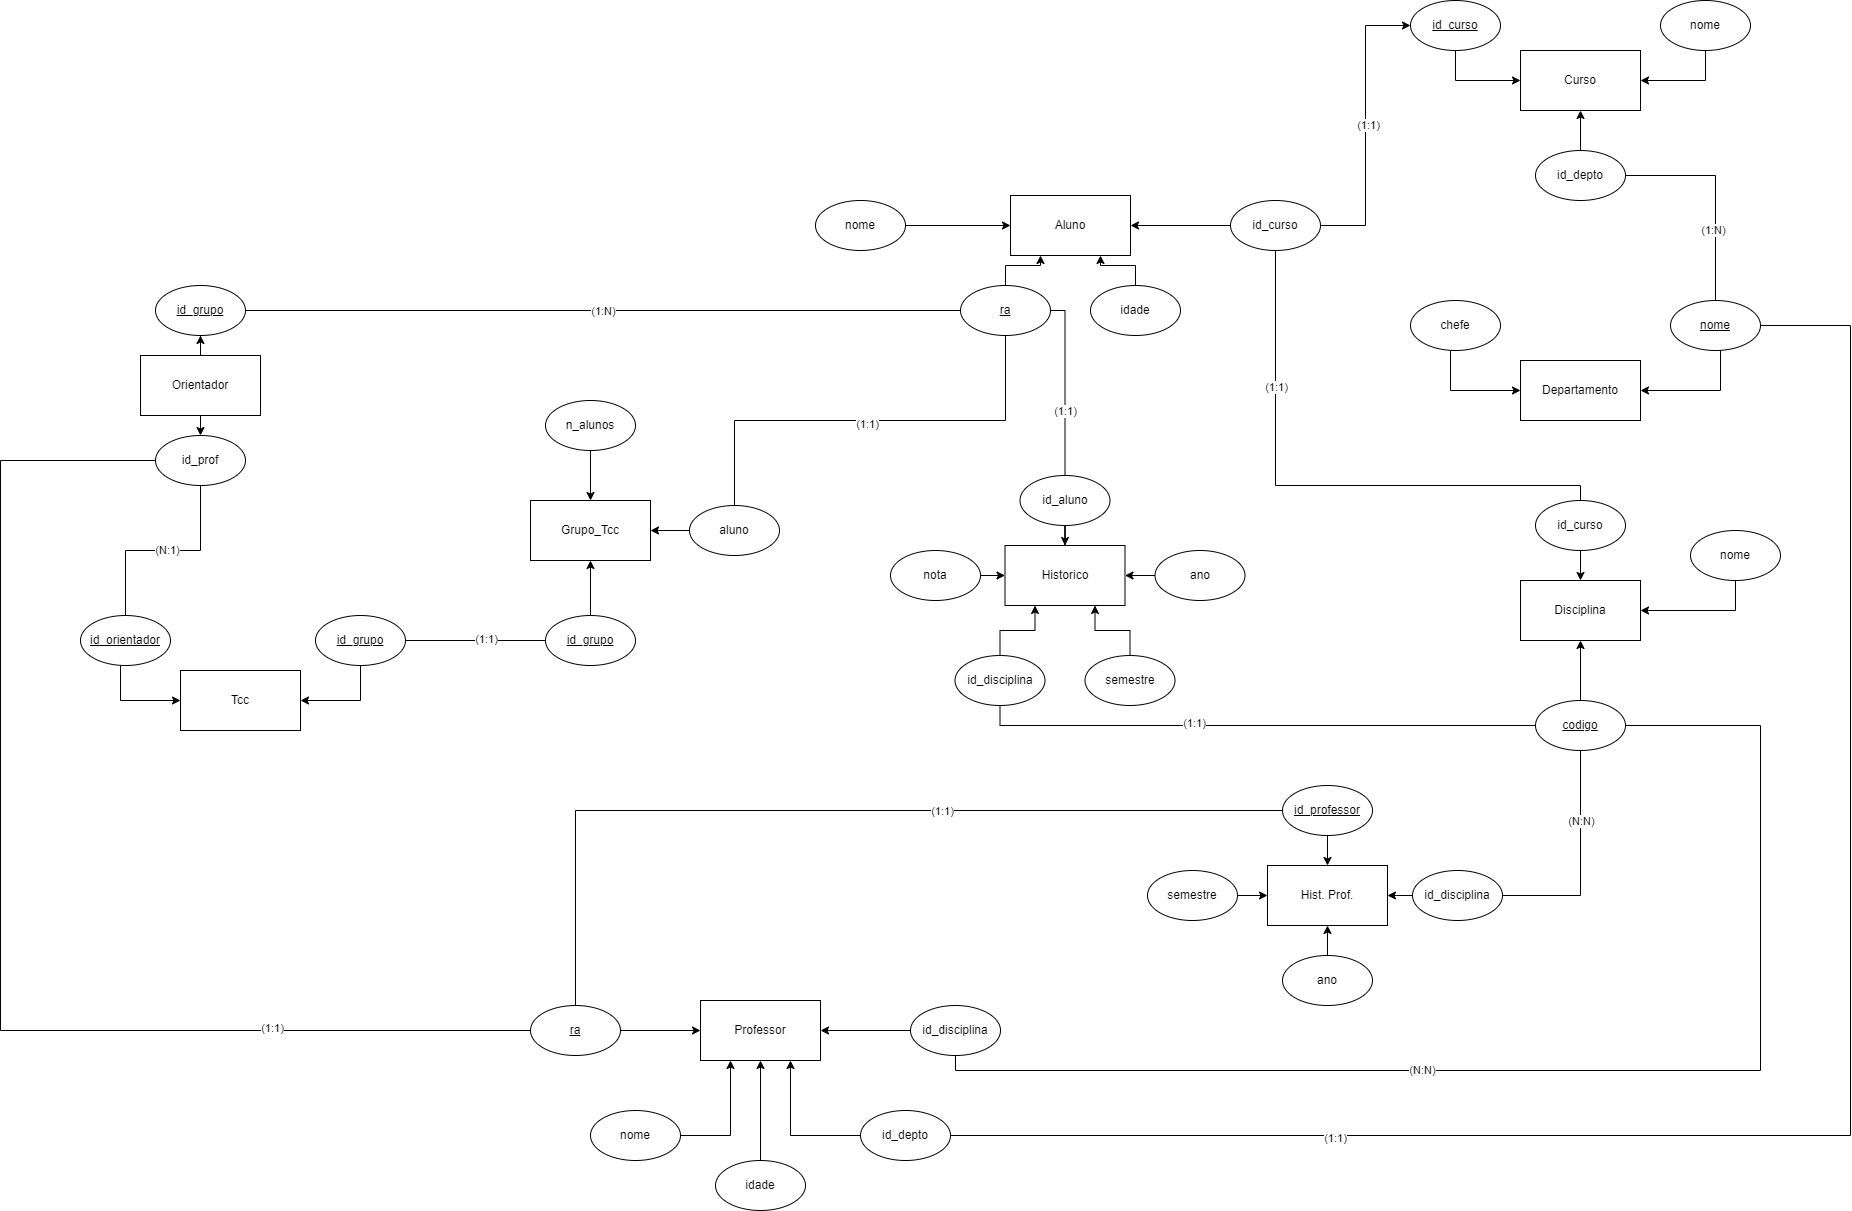 id_curso
nome
Curso
(1:1)
id_depto
nome
Aluno
id_curso
(1:N)
id_grupo
(1:N)
ra
idade
chefe
nome
Orientador
(1:1)
Departamento
n_alunos
(1:1)
(1:1)
id_prof
id_aluno
Grupo_Tcc
aluno
id_curso
(N:1)
nome
nota
Historico
ano
Disciplina
id_orientador
id_grupo
(1:1)
id_grupo
id_disciplina
semestre
Tcc
(1:1)
codigo
(1:1)
id_professor
(N:N)
semestre
Hist. Prof.
id_disciplina
ano
(1:1)
ra
Professor
id_disciplina
(N:N)
nome
id_depto
(1:1)
idade